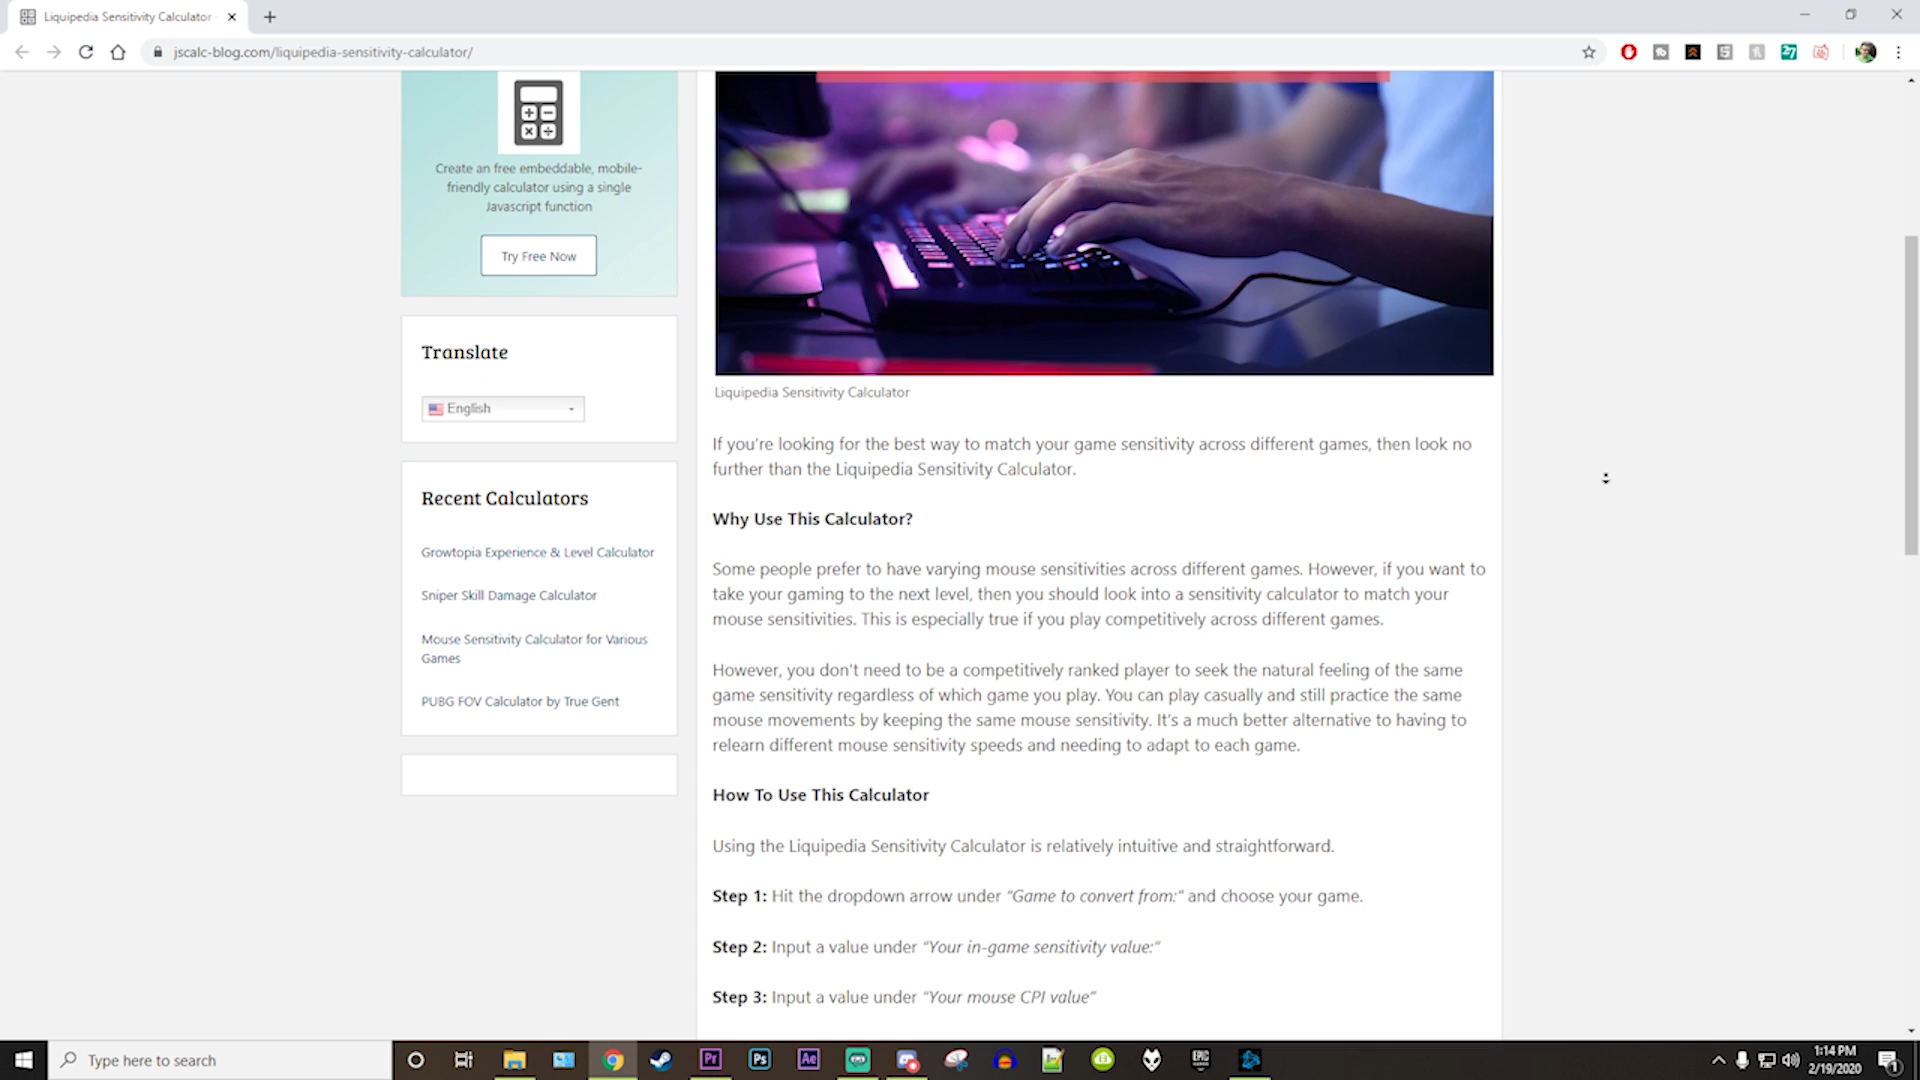 Liquipedia Sensitivity Calculator
jscalc-blog.com/liquipedia-sensitivity-calculator/
Create an free embeddable, mobile-
friendly calculator using a single
Javascript function
Try Free Now
Translate
English
Recent Calculators
Growtopia Experience & Level Calculator
Sniper Skill Damage Calculator
Mouse Sensitivity Calculator for Various
Games
PUBG FOV Calculator by True Gent
Liquipedia Sensitivity Calculator
If you're looking for the best way to match your game sensitivity across different games, then look no
further than the Liquipedia Sensitivity Calculator.
Why Use This Calculator?
Some people prefer to have varying mouse sensitivities across different games. However, if you want to
take your gaming to the next level, then you should look into a sensitivity calculator to match your
mouse sensitivities. This is especially true if you play competitively across different games.
However, you don't need to be a competitively ranked player to seek the natural feeling of the same
game sensitivity regardless of which game you play. You can play casually and still practice the same
mouse movements by keeping the same mouse sensitivity. It's a much better alternative to having to
relearn different mouse sensitivity speeds and needing to adapt to each game.
How To Use This Calculator
Using the Liquipedia Sensitivity Calculator is relatively intuitive and straightforward.
Step 1: Hit the dropdown arrow under “Game to convert from:“ and choose your game.
Step 2: Input a value under “Your in-game sensitivity value:“
Step 3: Input a value under “Your mouse CPI value“
Type here to search
Pr
Ps
Ae
EPIC
1:14 PM
2/19/2020
1